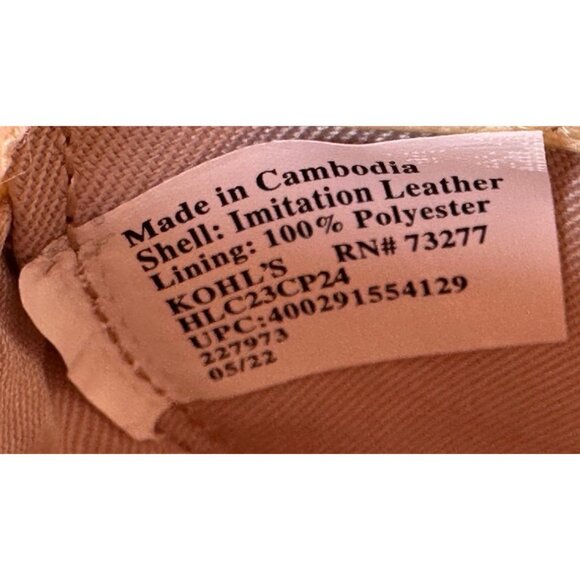 Made in Cambodia
Shell: Imitation Leather
Lining: 100% Polyester
KOHL'S RN# 73277
HLC23CP24
UPC:400291554129
227973
05/22